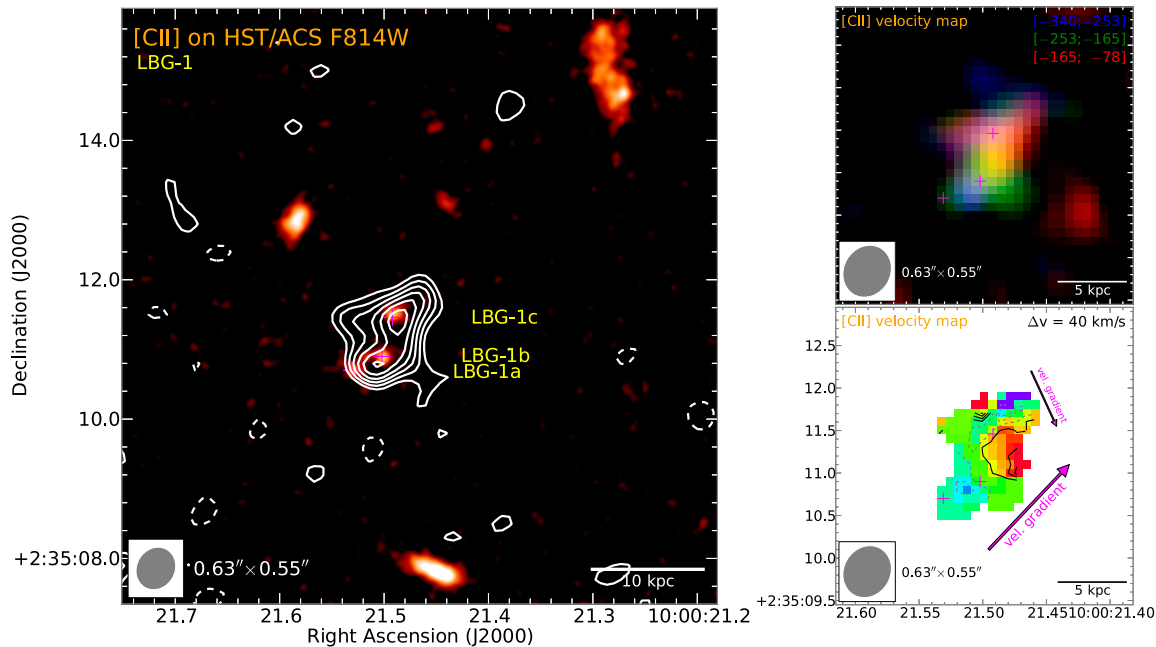 [CII] on HST/ACS F814W
LBG-1
LBG-1c
LBG-1b
LBG-1a
0.63″×0.55″
10 kpc
14.0
12.0
10.0
+2:35:08.0
Declination (J2000)
21.7
21.6
21.5
21.4
21.3
10:00:21.2
Right Ascension (J2000)
[CII] velocity map
[−340;−253]
[−253;−165]
[−165; −78]
0.63″×0.55″
5 kpc
[CII] velocity map
Δv = 40 km/s
vel. gradient
vel. gradient
0.63″×0.55″
5 kpc
12.5
12.0
11.5
11.0
10.5
10.0
+2:35:09.5
21.60
21.55
21.50
21.45
10:00:21.40